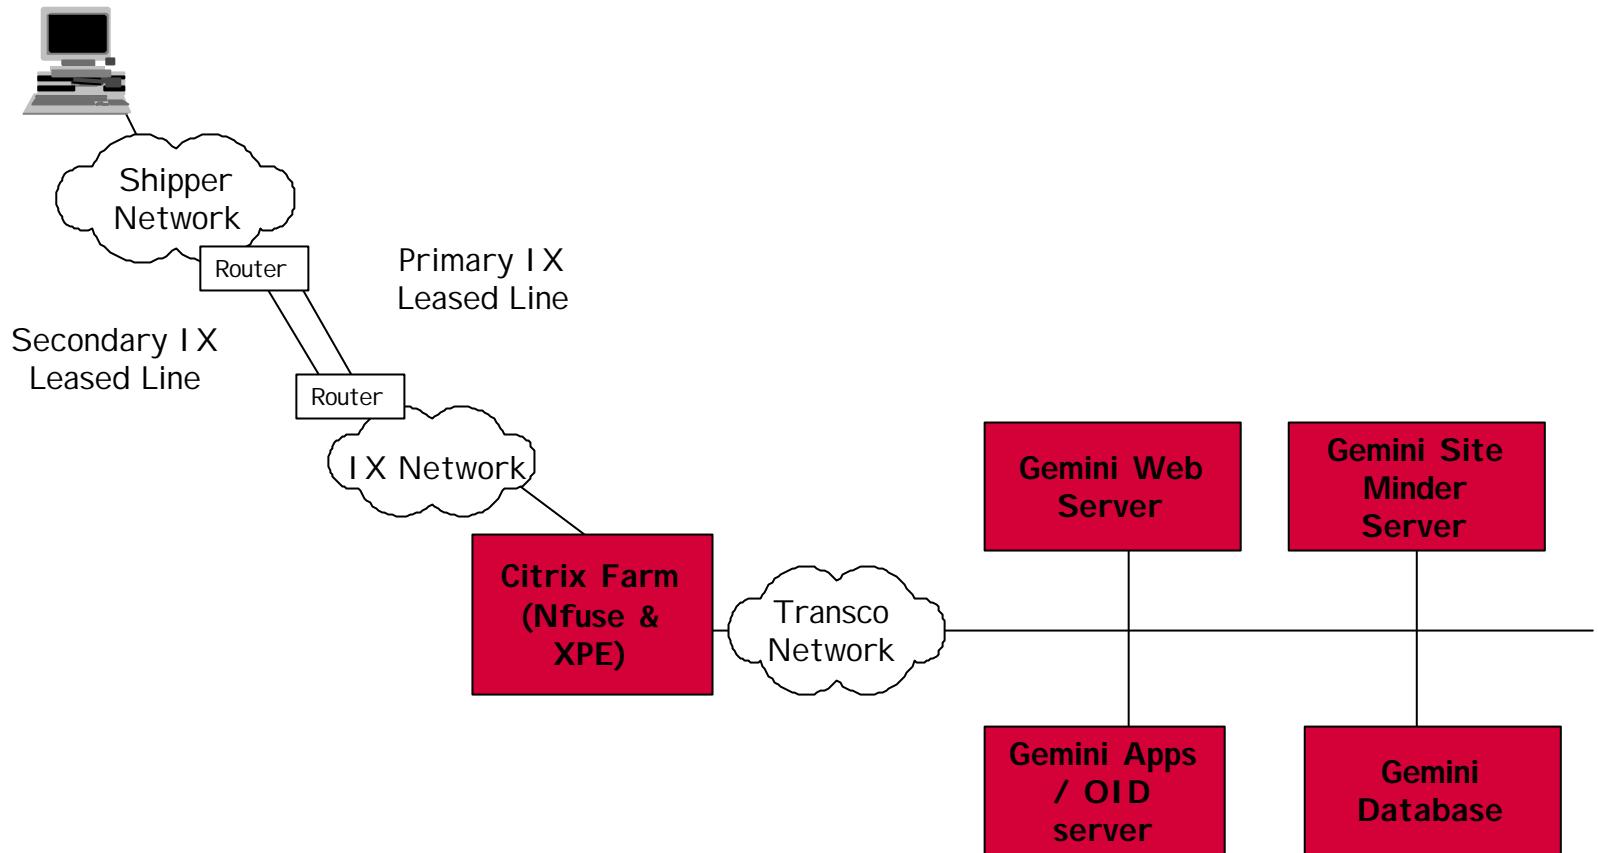 Shipper
Network
Router
Primary IX
Leased Line
Secondary IX
Leased Line
Router
IX Network
Gemini Web
Server
Gemini Site
Minder
Server
Citrix Farm
(Nfuse &
XPE)
Transco
Network
Gemini Apps
/ OID
server
Gemini
Database